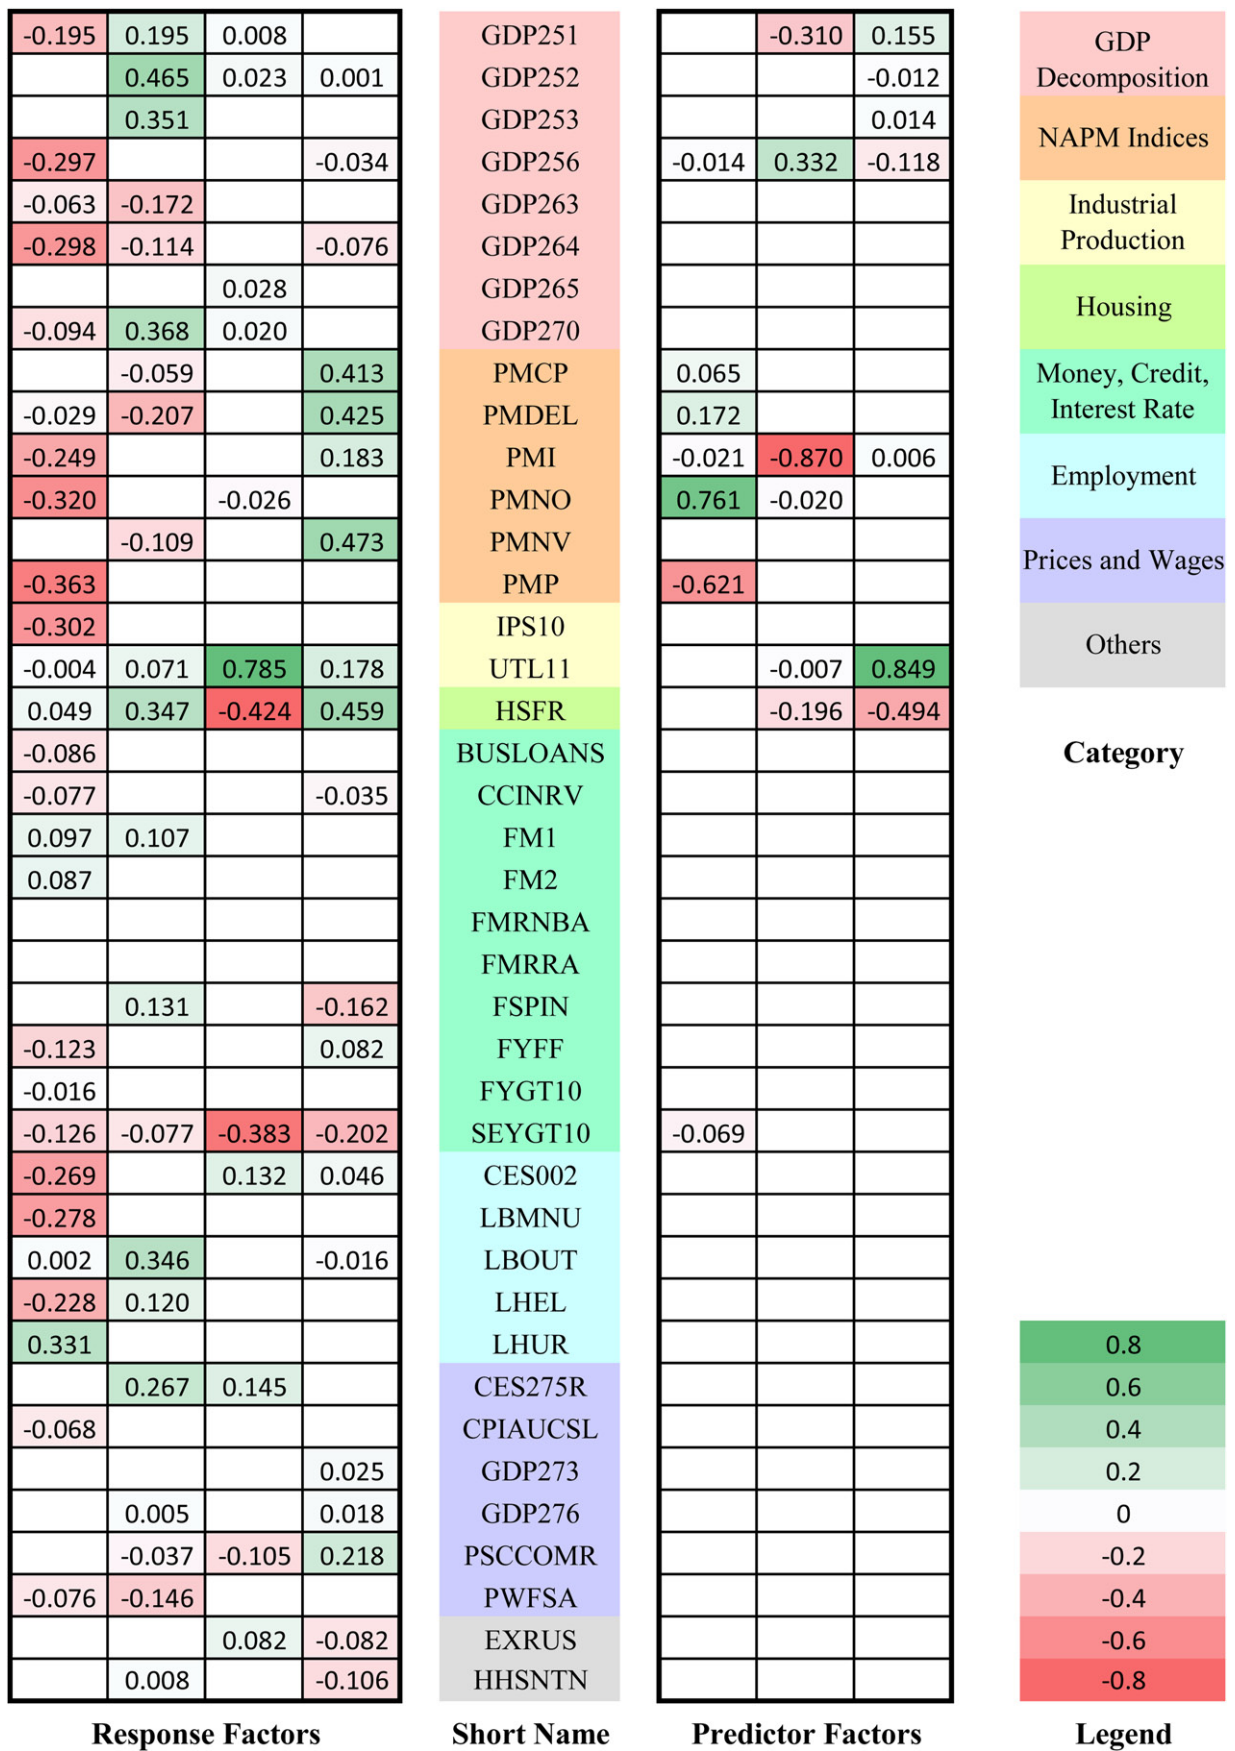 -0.195 0.195 0.008 GDP251 -0.310 0.155
0.465 0.023 0.001 GDP252 -0.012
0.351 GDP253 0.014
-0.297 -0.034 GDP256 -0.014 0.332 -0.118
-0.063 -0.172 GDP263
-0.298 -0.114 -0.076 GDP264
0.028 GDP265
-0.094 0.368 0.020 GDP270
-0.059 0.413 PMCP 0.065
-0.029 -0.207 0.425 PMDEL 0.172
-0.249 0.183 PMI -0.021 -0.870 0.006
-0.320 -0.026 PMNO 0.761 -0.020
-0.109 0.473 PMNV
-0.363 PMP -0.621
-0.302 IPS10
-0.004 0.071 0.785 0.178 UTL11 -0.007 0.849
0.049 0.347 -0.424 0.459 HSFR -0.196 -0.494
-0.086 BUSLOANS
-0.077 -0.035 CCINRV
0.097 0.107 FM1
0.087 FM2
FMRNBA
FMRRA
0.131 -0.162 FSPIN
-0.123 0.082 FYFF
-0.016 FYGT10
-0.126 -0.077 -0.383 -0.202 SEYGT10 -0.069
-0.269 0.132 0.046 CES002
-0.278 LBMNU
0.002 0.346 -0.016 LBOUT
-0.228 0.120 LHEL
0.331 LHUR
0.267 0.145 CES275R
-0.068 CPIAUCSL
0.025 GDP273
0.005 0.018 GDP276
-0.037 -0.105 0.218 PSCCOMR
-0.076 -0.146 PWFSA
0.082 -0.082 EXRUS
0.008 -0.106 HHSNTN
Response Factors Short Name Predictor Factors
GDP
Decomposition
NAPM Indices
Industrial
Production
Housing
Money, Credit,
Interest Rate
Employment
Prices and Wages
Others
Category
0.8
0.6
0.4
0.2
0
-0.2
-0.4
-0.6
-0.8
Legend